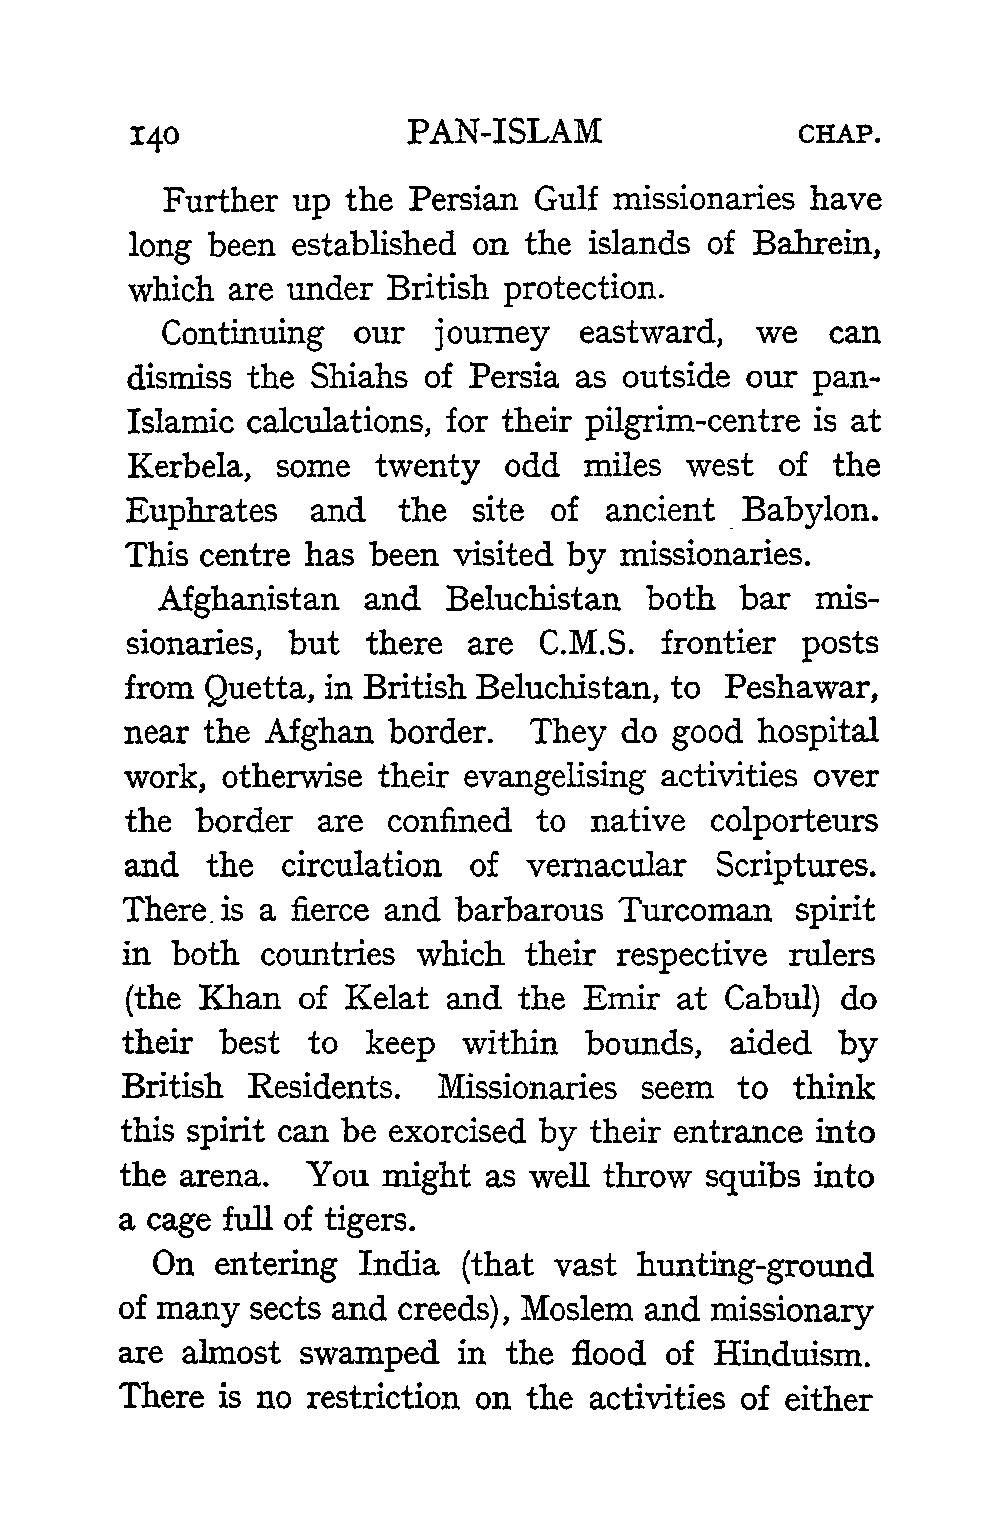 140 PAN-ISLAM CHAP.
Further up the Persian Gulf missionaries have
long been established on the islands of Bahrein,
which are under British protection.
Continuing our journey eastward, we can
dismiss the Shiahs of Persia as outside our pan-
Islamic calculations, for their pilgrim-centre is at
Kerbela, some twenty odd miles west of the
Euphrates and the site of ancient Babylon.
This centre has been visited by missionaries.
Afghanistan and Beluchistan both bar mis-
sionaries, but there are C.M.S. frontier posts
from Quetta, in British Beluchistan, to Peshawar,
near the Afghan border. They do good hospital
work, otherwise their evangelising activities over
the border are confined to native colporteurs
and the circulation of vernacular Scriptures.
There is a fierce and barbarous Turcoman spirit
in both countries which their respective rulers
(the Khan of Kelat and the Emir at Cabul) do
their best to keep within bounds, aided by
British Residents. Missionaries seem to think
this spirit can be exorcised by their entrance into
the arena. You might as well throw squibs into
a cage full of tigers.
On entering India (that vast hunting-ground
of many sects and creeds), Moslem and missionary
are almost swamped in the flood of Hinduism.
There is no restriction on the activities of either